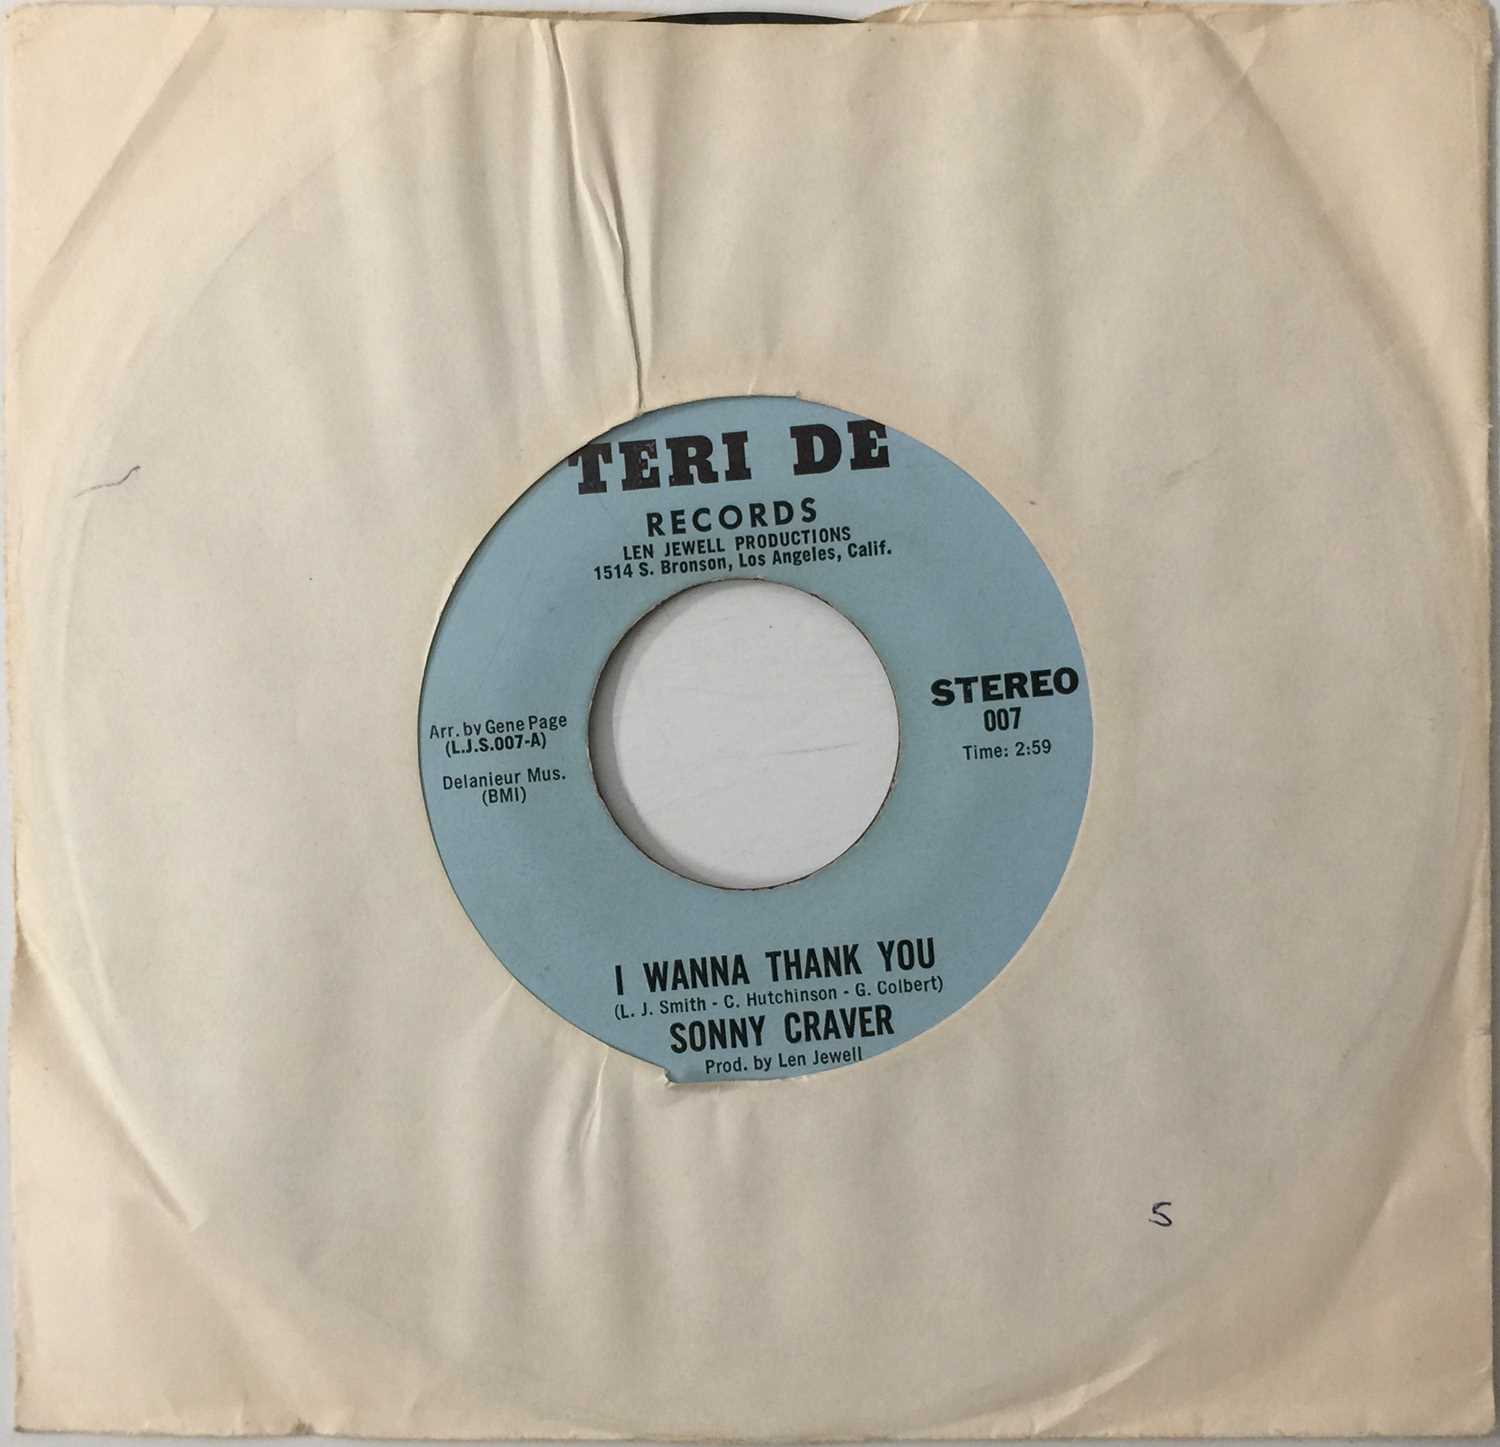 TERI DE
RECORDS
LEN JEWELL PRODUCTIONS
1514 S. Bronson, Los Angeles, Calif.
STEREO
007
Time: 2:59
Arr. by Gene Page
(L.J.S.007-A)
Delanieur Mus.
(BMI)
I WANNA THANK YOU
(L. J. Smith - C. Hutchinson - G. Colbert)
SONNY CRAVER
Prod. by Len Jewell
5